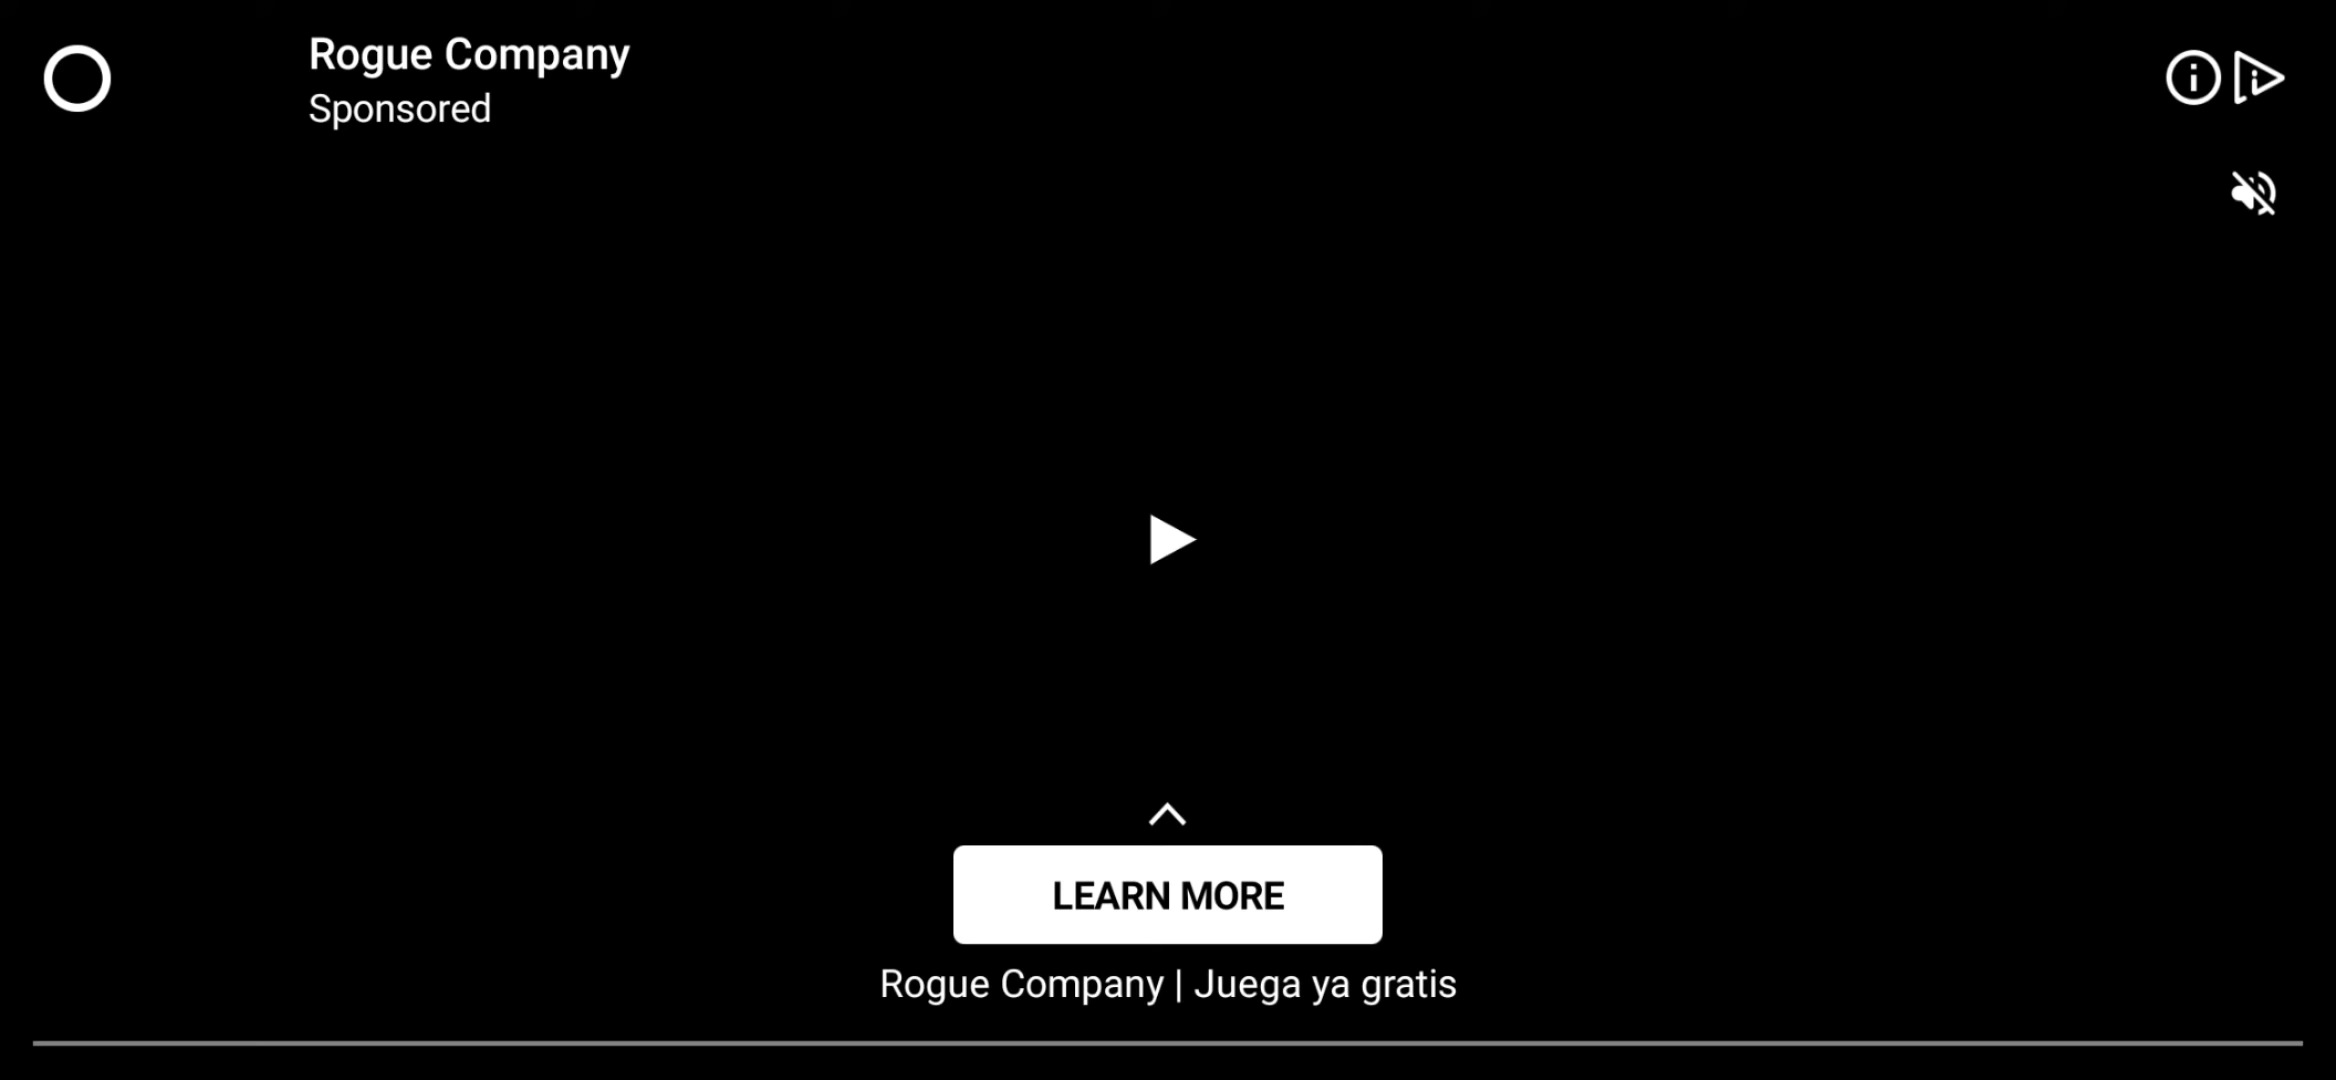 Rogue Company
Sponsored
LEARN MORE
Rogue Company | Juega ya gratis